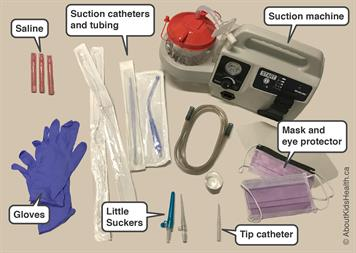 Suction catheters
and tubing
Suction machine
Saline
Mask and
eye protector
Gloves
Little
Suckers
Tip catheter
© AboutKidsHealth.ca